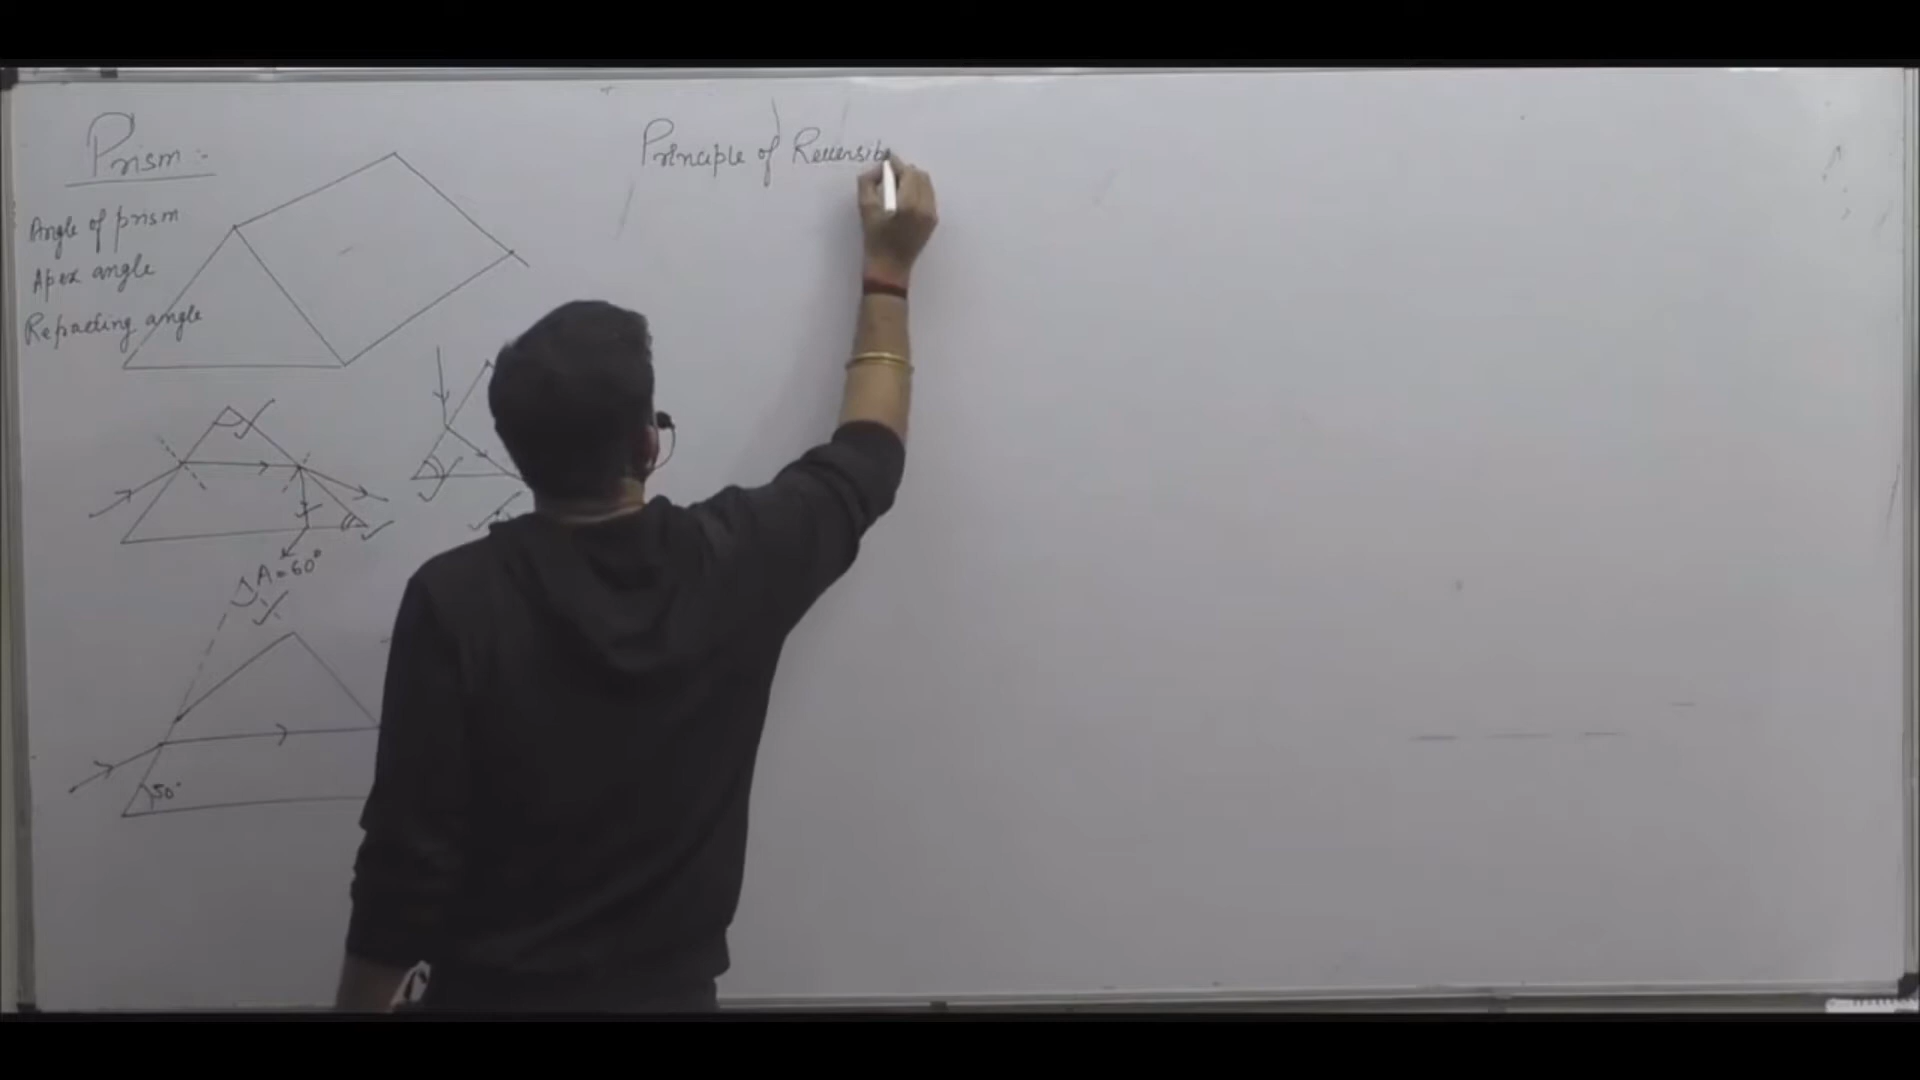 Prism :-
Angle of prism
Apex angle
Refracting angle
A = 60°
50°
Principle of Reversib